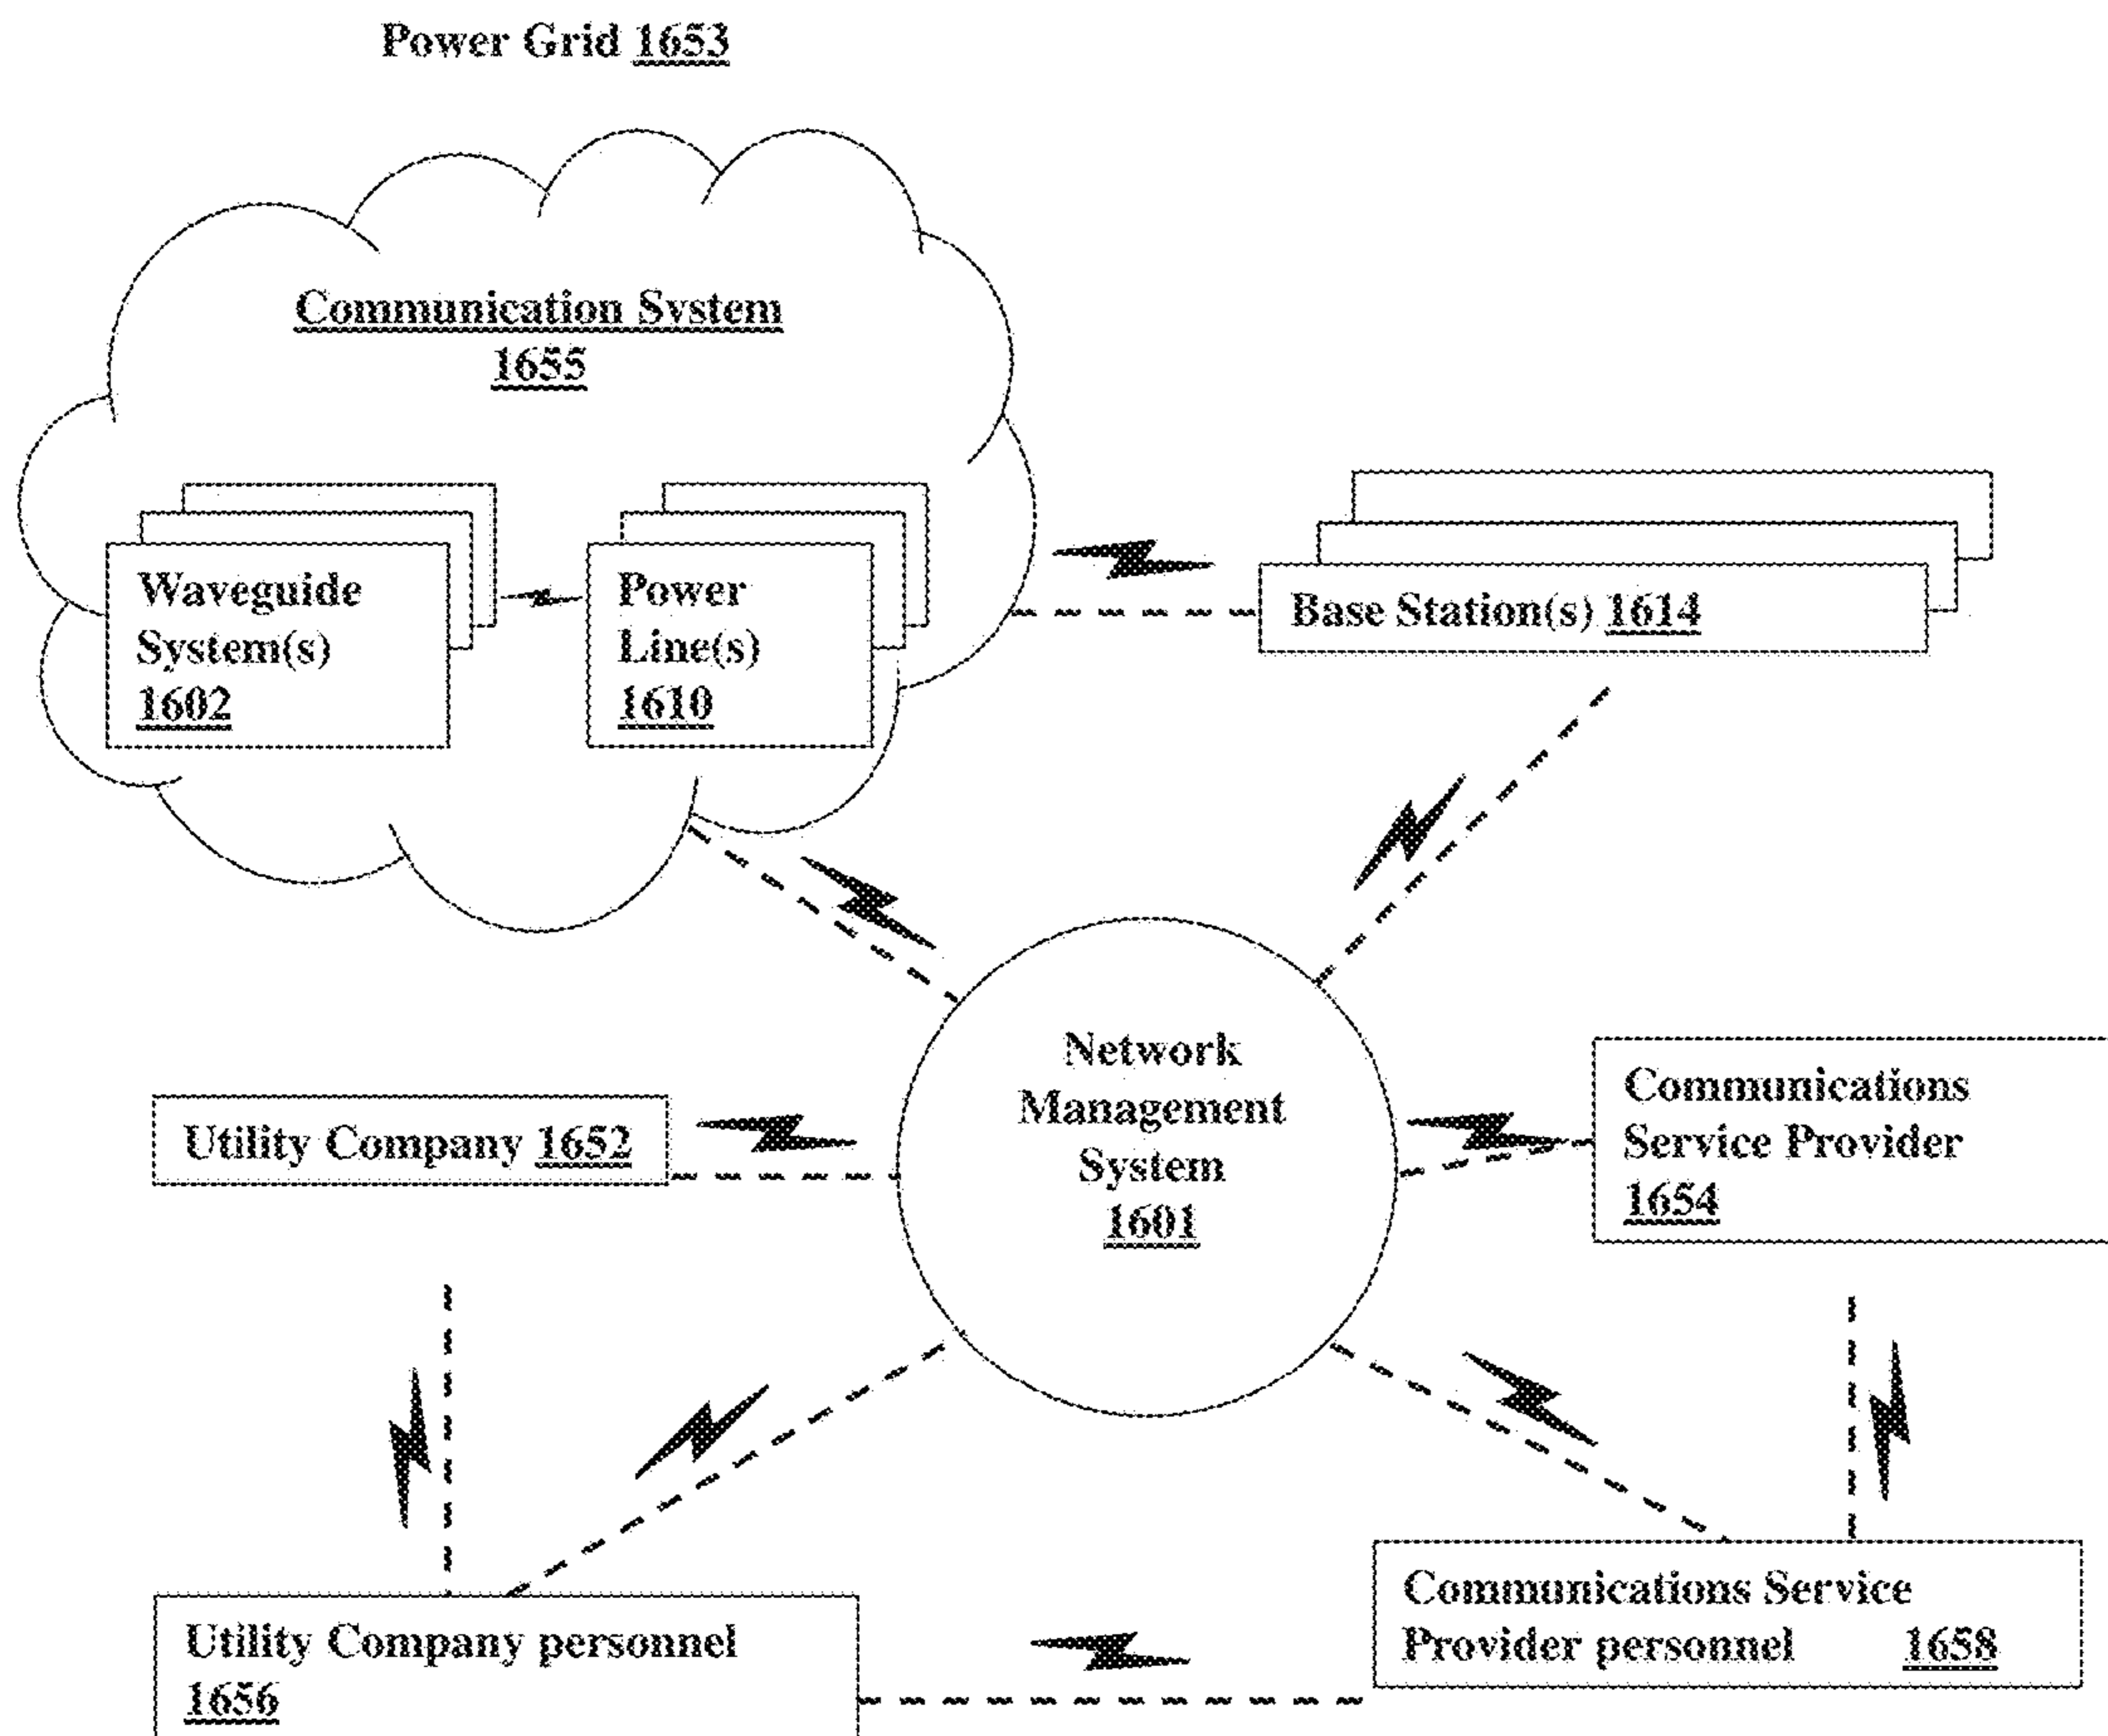 Power Grid 1653
Communication System
1655
Waveguide
System(s)
1602
Power
Line(s)
1610
Base Station(s) 1614
Network
Management
System
1601
Utility Company 1652
Communications
Service Provider
1654
Utility Company personnel
1656
Communications Service
Provider personnel 1658